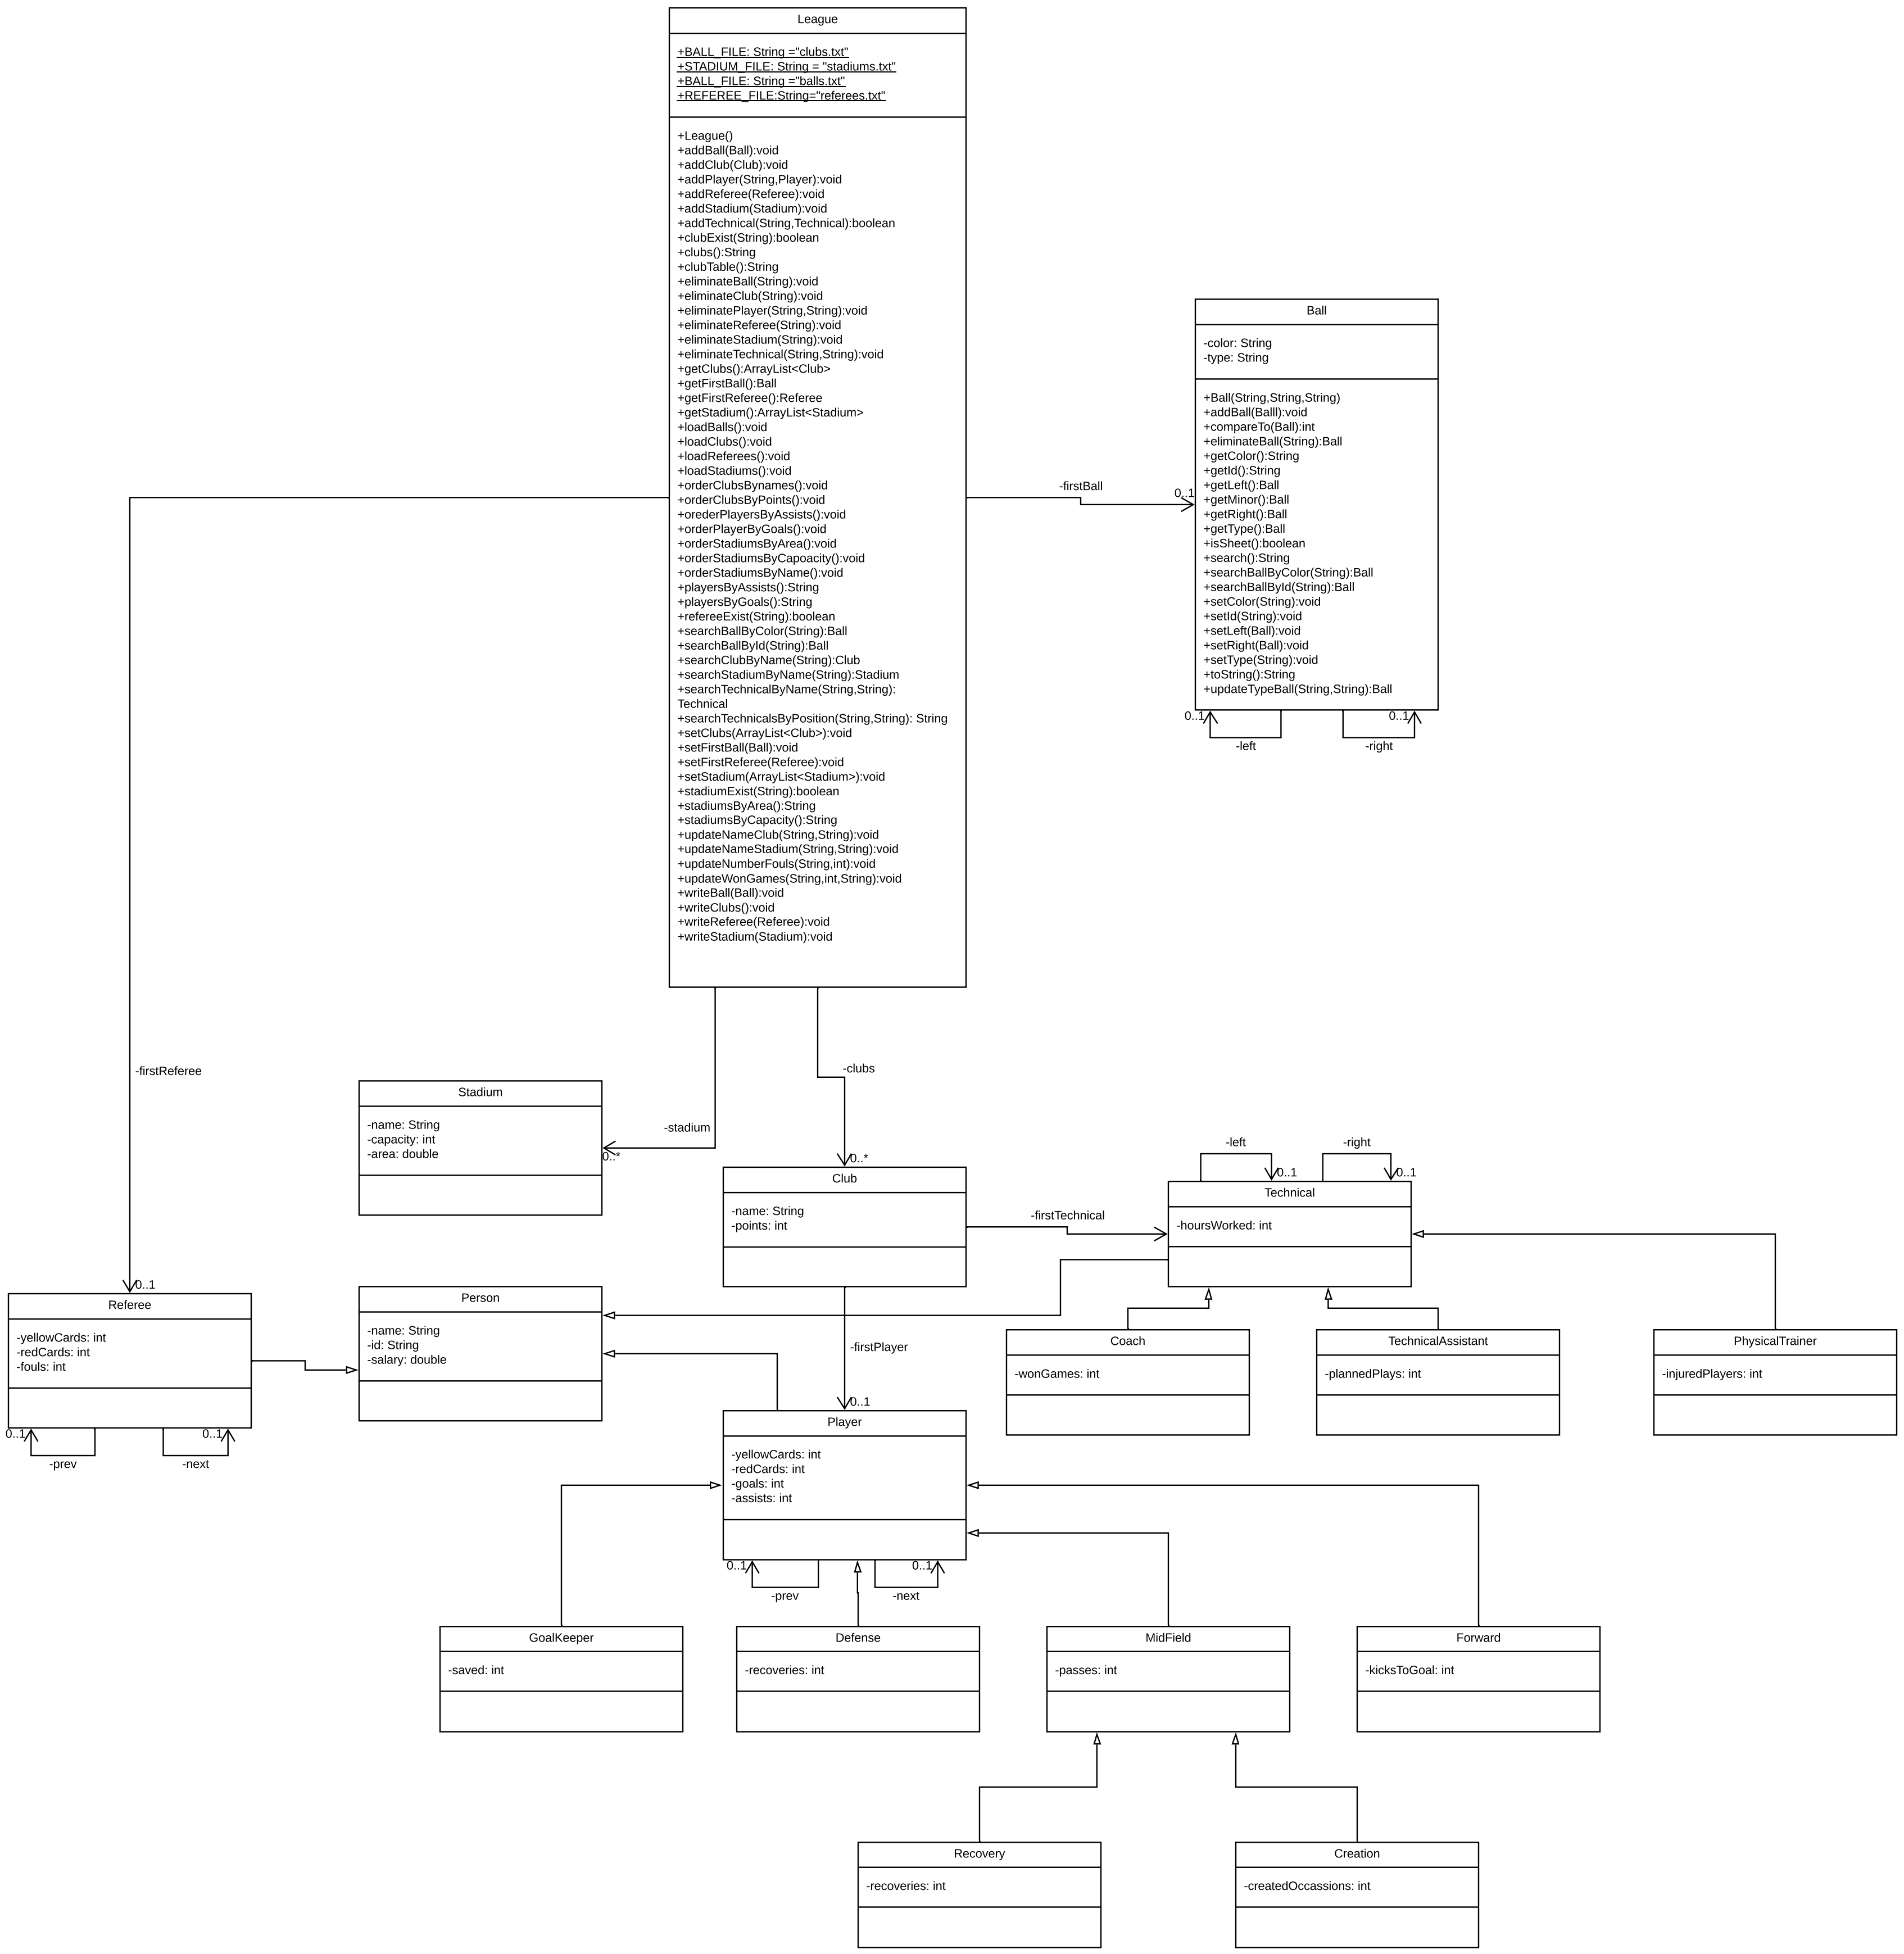 League
+BALL_FILE: String ="clubs.txt"
+STADIUM_FILE: String = "stadiums.txt"
+BALL_FILE: String ="balls.txt"
+REFEREE_FILE:String="referees.txt"
+League()
+addBall(Ball):void
+addClub(Club):void
+addPlayer(String,Player):void
+addReferee(Referee):void
+addStadium(Stadium):void
+addTechnical(String,Technical):boolean
+clubExist(String):boolean
+clubs():String
+clubTable():String
+eliminateBall(String):void
+eliminateClub(String):void
+eliminatePlayer(String,String):void
+eliminateReferee(String):void
+eliminateStadium(String):void
+eliminateTechnical(String,String):void
+getClubs():ArrayList<Club>
+getFirstBall():Ball
+getFirstReferee():Referee
+getStadium():ArrayList<Stadium>
+loadBalls():void
+loadClubs():void
+loadReferees():void
+loadStadiums():void
+orderClubsBynames():void
+orderClubsByPoints():void
+orederPlayersByAssists():void
+orderPlayerByGoals():void
+orderStadiumsByArea():void
+orderStadiumsByCapoacity():void
+orderStadiumsByName():void
+playersByAssists():String
+playersByGoals():String
+refereeExist(String):boolean
+searchBallByColor(String):Ball
+searchBallById(String):Ball
+searchClubByName(String):Club
+searchStadiumByName(String):Stadium
+searchTechnicalByName(String,String):
Technical
+searchTechnicalsByPosition(String,String): String
+setClubs(ArrayList<Club>):void
+setFirstBall(Ball):void
+setFirstReferee(Referee):void
+setStadium(ArrayList<Stadium>):void
+stadiumExist(String):boolean
+stadiumsByArea():String
+stadiumsByCapacity():String
+updateNameClub(String,String):void
+updateNameStadium(String,String):void
+updateNumberFouls(String,int):void
+updateWonGames(String,int,String):void
+writeBall(Ball):void
+writeClubs():void
+writeReferee(Referee):void
+writeStadium(Stadium):void
-firstBall
0..1
Ball
-color: String
-type: String
+Ball(String,String,String)
+addBall(Balll):void
+compareTo(Ball):int
+eliminateBall(String):Ball
+getColor():String
+getId():String
+getLeft():Ball
+getMinor():Ball
+getRight():Ball
+getType():Ball
+isSheet():boolean
+search():String
+searchBallByColor(String):Ball
+searchBallById(String):Ball
+setColor(String):void
+setId(String):void
+setLeft(Ball):void
+setRight(Ball):void
+setType(String):void
+toString():String
+updateTypeBall(String,String):Ball
0..1
0..1
-left
-right
-firstReferee
-clubs
-stadium
0..*
Stadium
-name: String
-capacity: int
-area: double
0..*
Club
-name: String
-points: int
-firstTechnical
-left
-right
0..1
0..1
Technical
-hoursWorked: int
0..1
Referee
-yellowCards: int
-redCards: int
-fouls: int
0..1
0..1
-prev
-next
Person
-name: String
-id: String
-salary: double
-firstPlayer
0..1
Coach
-wonGames: int
TechnicalAssistant
-plannedPlays: int
PhysicalTrainer
-injuredPlayers: int
Player
-yellowCards: int
-redCards: int
-goals: int
-assists: int
0..1
0..1
-prev
-next
GoalKeeper
-saved: int
Defense
-recoveries: int
MidField
-passes: int
Forward
-kicksToGoal: int
Recovery
-recoveries: int
Creation
-createdOccassions: int